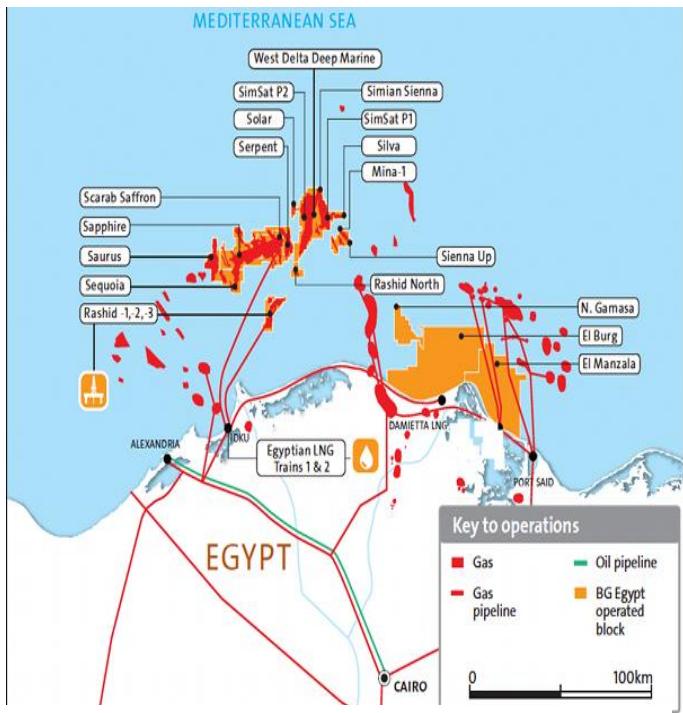 MEDITERRANEAN SEA
West Delta Deep Marine
SimSat P2
Simian Sienna
Solar
SimSat P1
Serpent
Silva
Mina-1
Scarab Saffron
Sapphire
Saurus
Sienna Up
Sequoia
Rashid North
Rashid -1,-2, -3
N. Gamasa
El Burg
El Manzala
IDKU
DAMIETTA LNG
ALEXANDRIA
Egyptian LNG
Trains 1 & 2
PORT SAID
EGYPT
Key to operations
Gas
Oil pipeline
Gas
pipeline
BG Egypt
operated
block
0
100km
CAIRO